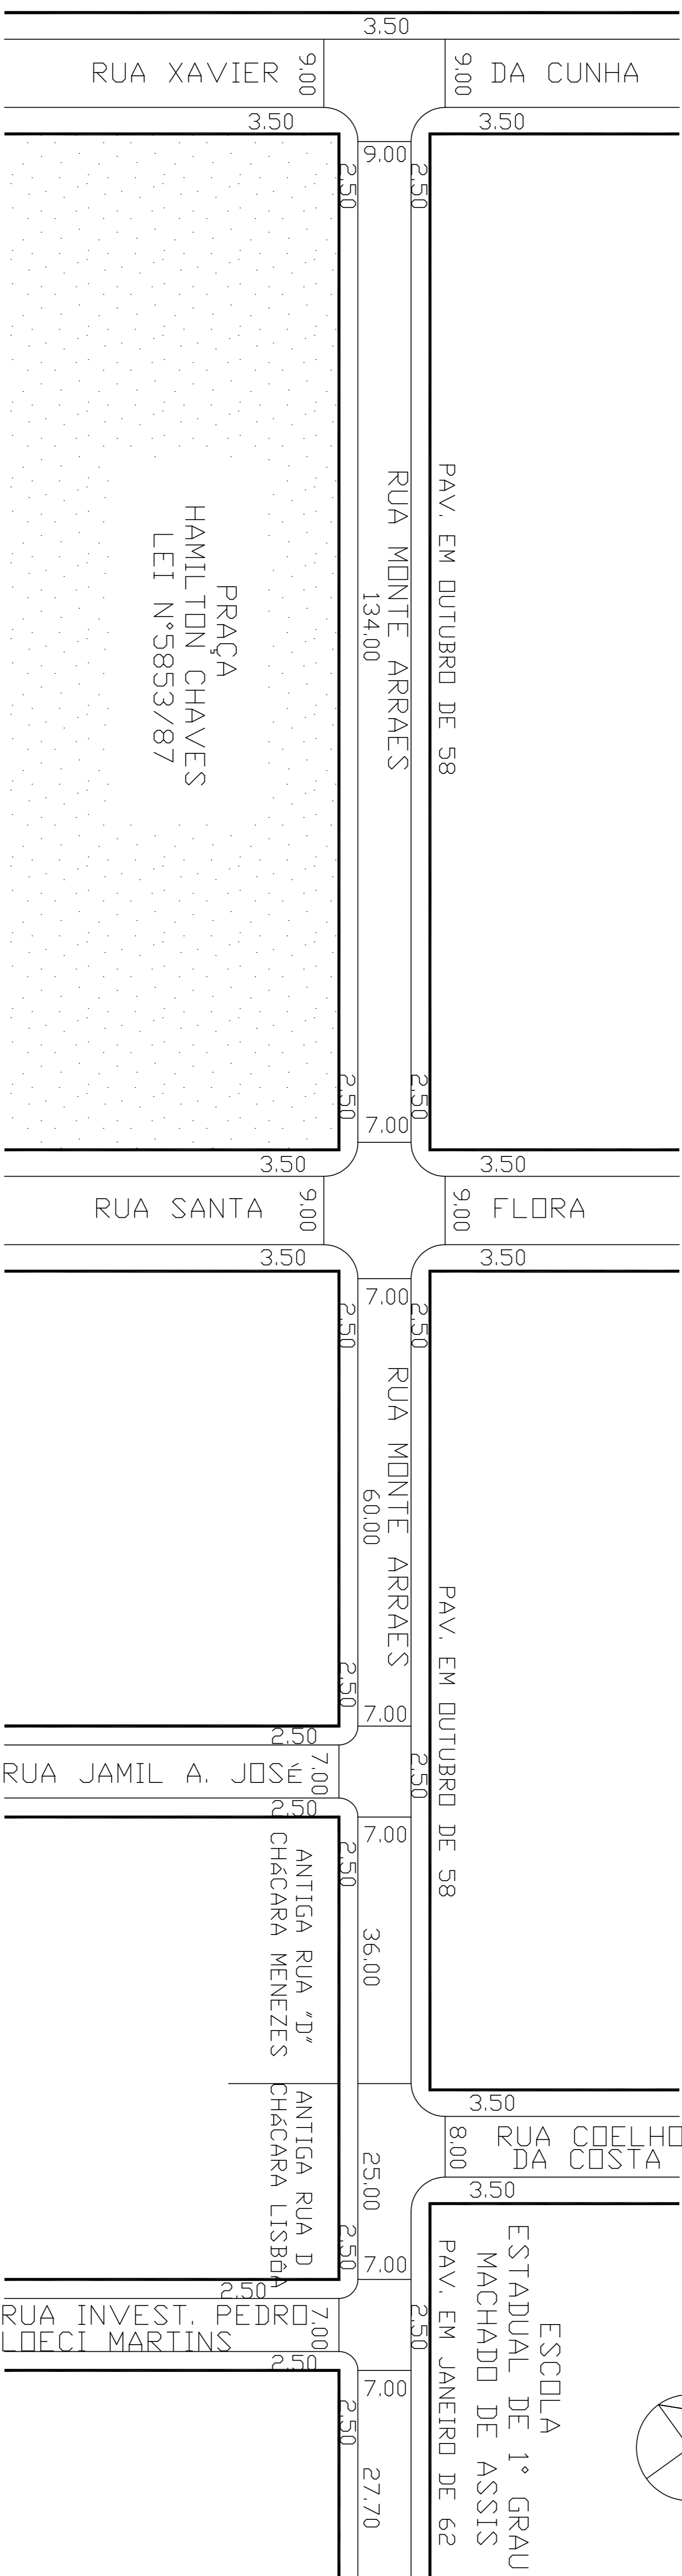 3.50
RUA XAVIER
9.00
9.00
DA CUNHA
3.50
3.50
9.00
2.50
2.50
PRAÇA
HAMILTON CHAVES
LEI N°5853/87
RUA MONTE ARRAES
134.00
PAV. EM OUTUBRO DE 58
2.50
2.50
7.00
3.50
3.50
RUA SANTA
9.00
9.00
FLORA
3.50
3.50
7.00
2.50
2.50
RUA MONTE ARRAES
60.00
PAV. EM OUTUBRO DE 58
2.50
7.00
2.50
RUA JAMIL A. JOSÉ
7.00
2.50
2.50
7.00
2.50
ANTIGA RUA "D"
CHÁCARA MENEZES
36.00
ANTIGA RUA D
CHÁCARA LISBÔA
25.00
3.50
8.00
RUA COELHO
DA COSTA
3.50
2.50
7.00
2.50
RUA INVEST. PEDRO
LOECI MARTINS
7.00
2.50
2.50
7.00
2.50
27.70
PAV. EM JANEIRO DE 62
ESCOLA
ESTADUAL DE 1° GRAU
MACHADO DE ASSIS